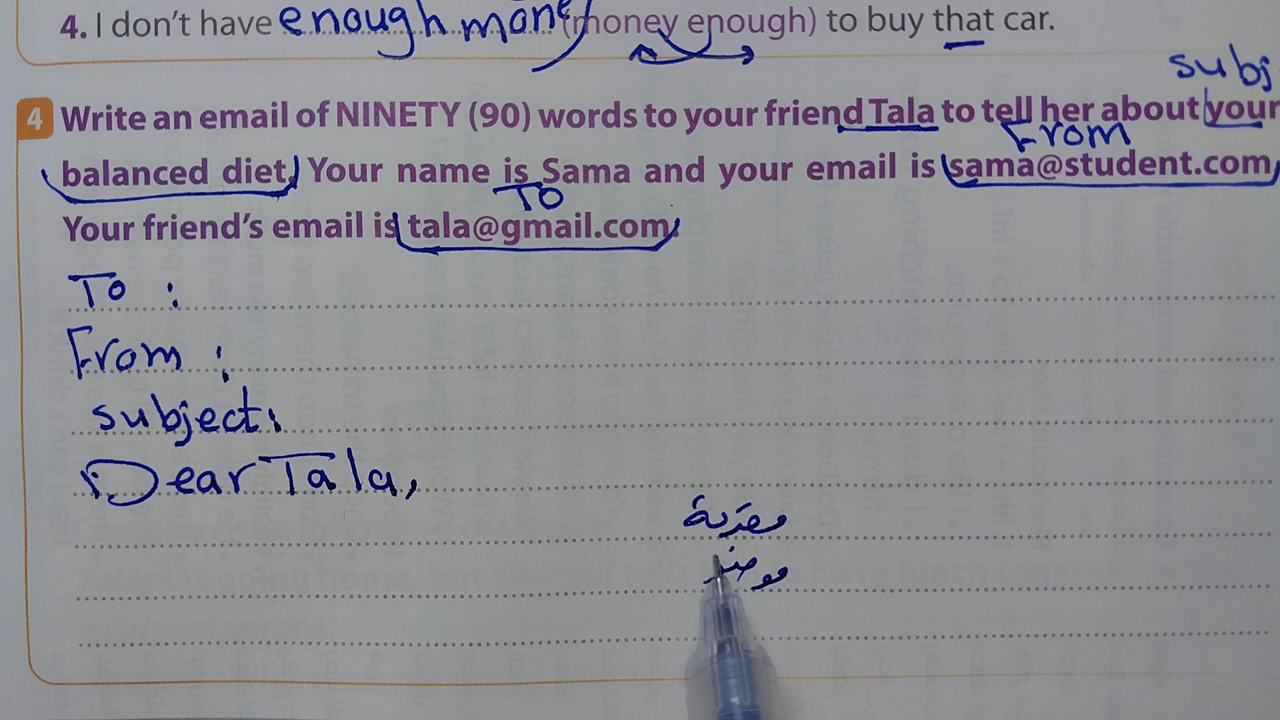 4. I don't have enough money (money enough) to buy that car.
subj
4 Write an email of NINETY (90) words to your friend Tala to tell her about your
From
balanced diet. Your name is Sama and your email is sama@student.com
TO
Your friend's email is tala@gmail.com.
To :
From :
subject:
Dear Tala,
مقدمة